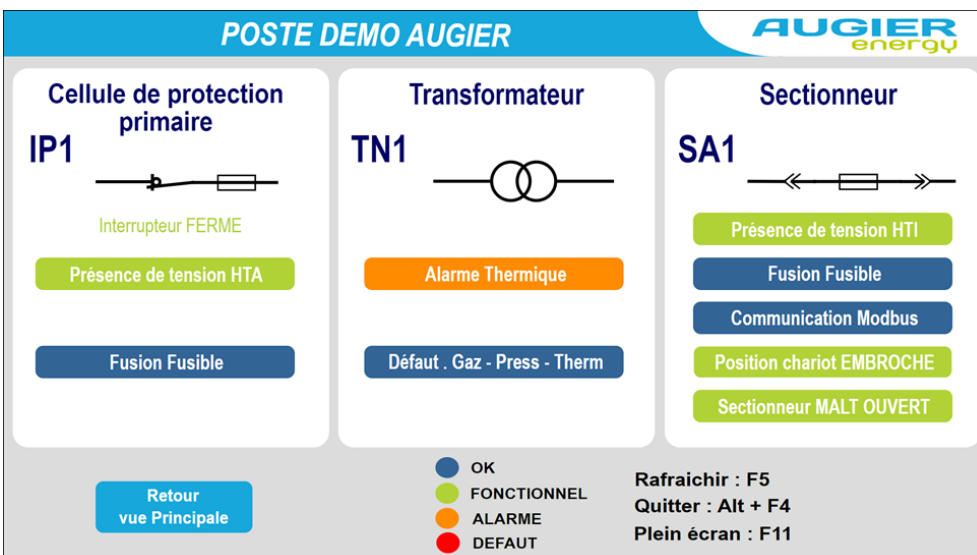 POSTE DEMO AUGIER
AUGIER
energy
Cellule de protection
primaire
IP1
Interrupteur FERME
Présence de tension HTA
Fusion Fusible
Transformateur
TN1
Alarme Thermique
Défaut . Gaz - Press - Therm
Sectionneur
SA1
Présence de tension HTI
Fusion Fusible
Communication Modbus
Position chariot EMBROCHE
Sectionneur MALT OUVERT
Retour
vue Principale
OK
FONCTIONNEL
ALARME
DEFAUT
Rafraichir : F5
Quitter : Alt + F4
Plein écran : F11